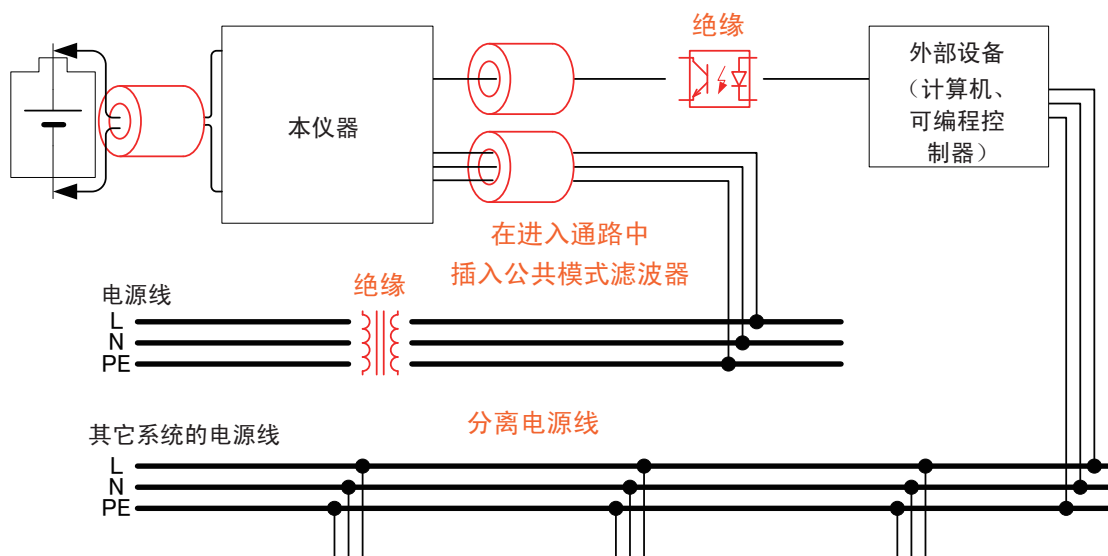 绝缘
外部设备
（计算机、
可编程控
制器）
本仪器
在进入通路中
插入公共模式滤波器
绝缘
电源线
L
N
PE
分离电源线
其它系统的电源线
L
N
PE